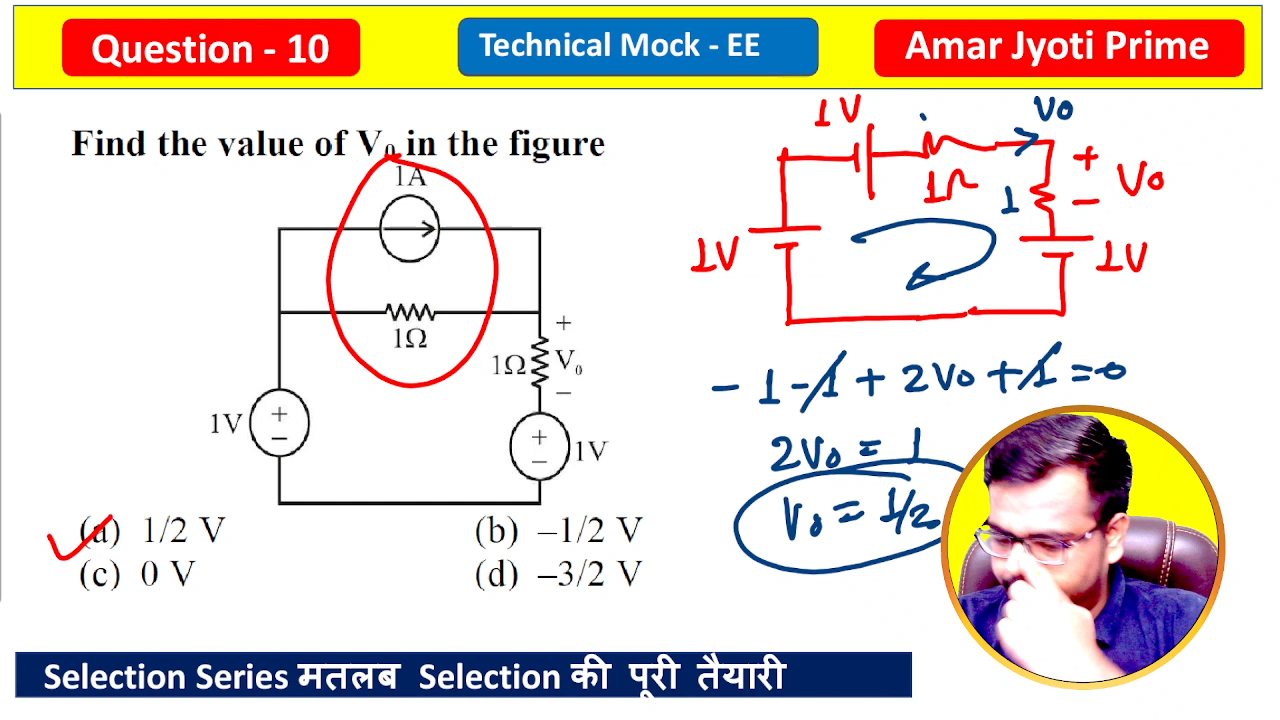 Question - 10
Technical Mock - EE
Amar Jyoti Prime
Find the value of V₀ in the figure
1A
1Ω
1Ω
+
V₀
−
1V
+
−
+
−
1V
(a) 1/2 V
(b) –1/2 V
(c) 0 V
(d) –3/2 V
1V
i
V0
1Ω
1
+
V0
−
1V
1V
- 1 - 1 + 2V0 + 1 = 0
2V0 = 1
V0 = 1/2
Selection Series मतलब Selection की पूरी तैयारी